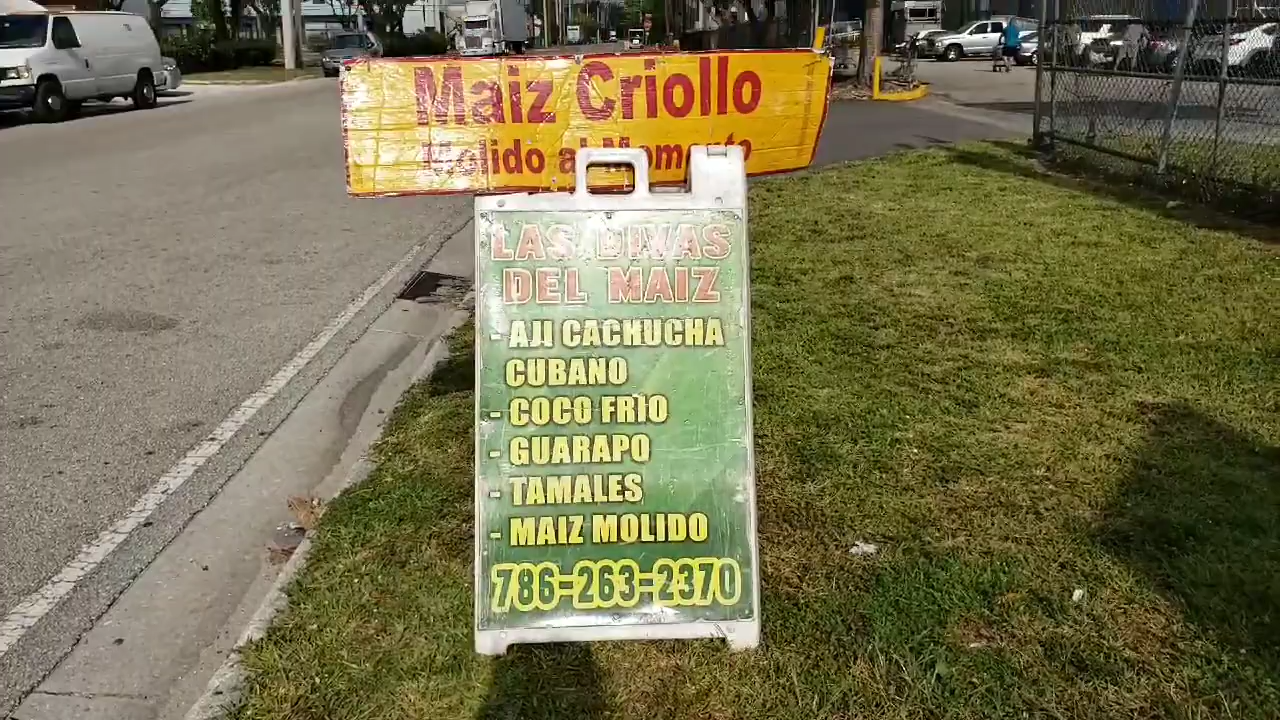 Maiz Criollo
Molido al Momento
LAS DIVAS
DEL MAIZ
- AJI CACHUCHA
CUBANO
- COCO FRIO
- GUARAPO
- TAMALES
- MAIZ MOLIDO
786-263-2370